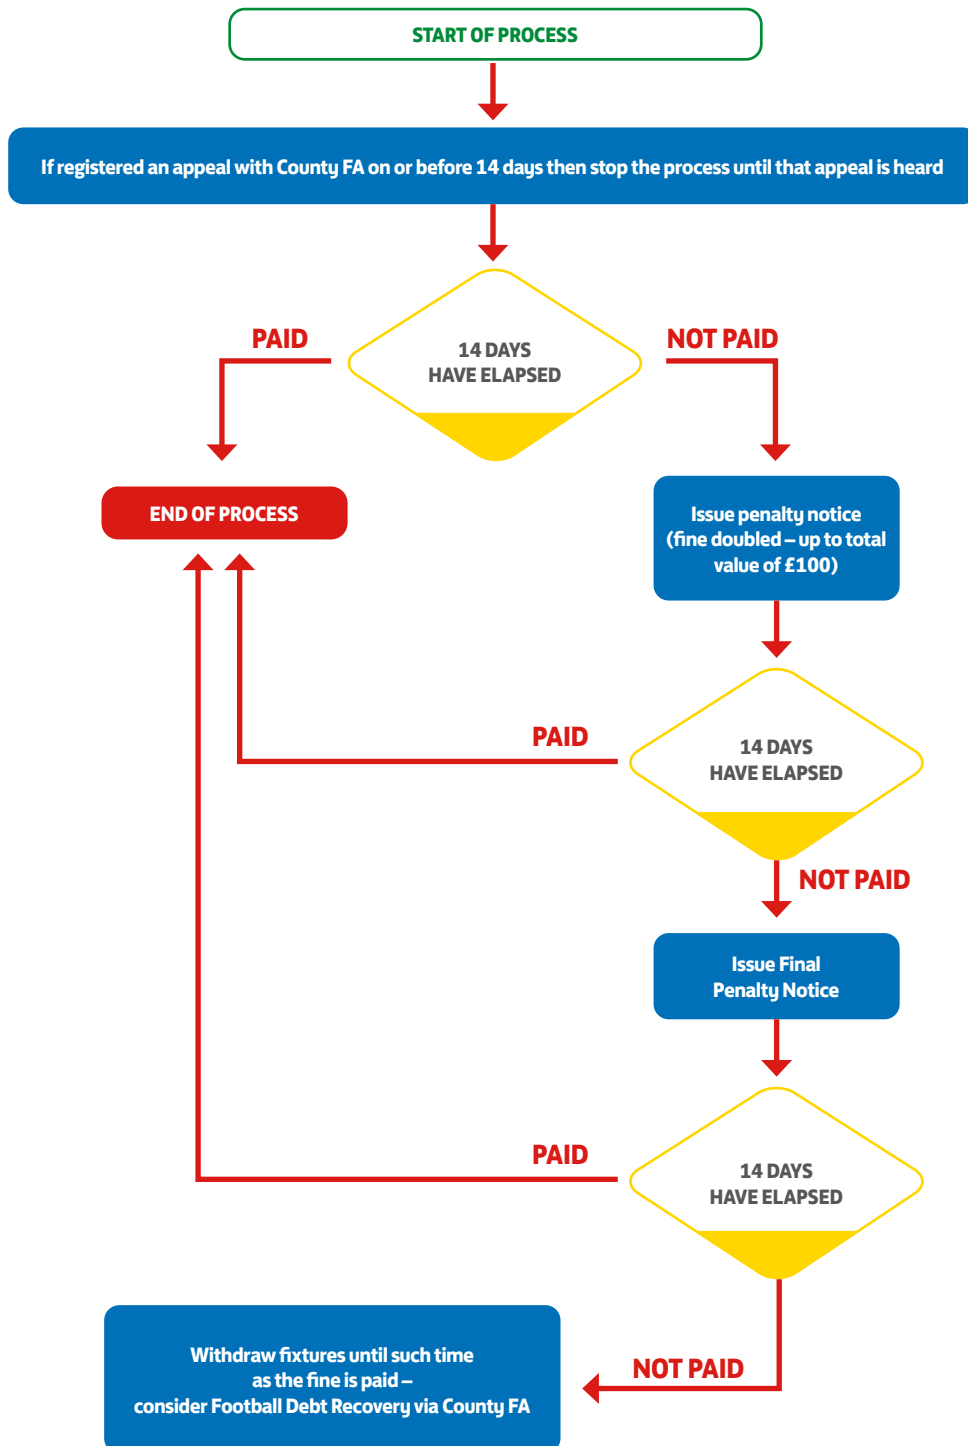 START OF PROCESS
If registered an appeal with County FA on or before 14 days then stop the process until that appeal is heard
PAID
NOT PAID
14 DAYS
HAVE ELAPSED
END OF PROCESS
Issue penalty notice
(fine doubled – up to total
value of £100)
PAID
14 DAYS
HAVE ELAPSED
NOT PAID
Issue Final
Penalty Notice
PAID
14 DAYS
HAVE ELAPSED
NOT PAID
Withdraw fixtures until such time
as the fine is paid –
consider Football Debt Recovery via County FA